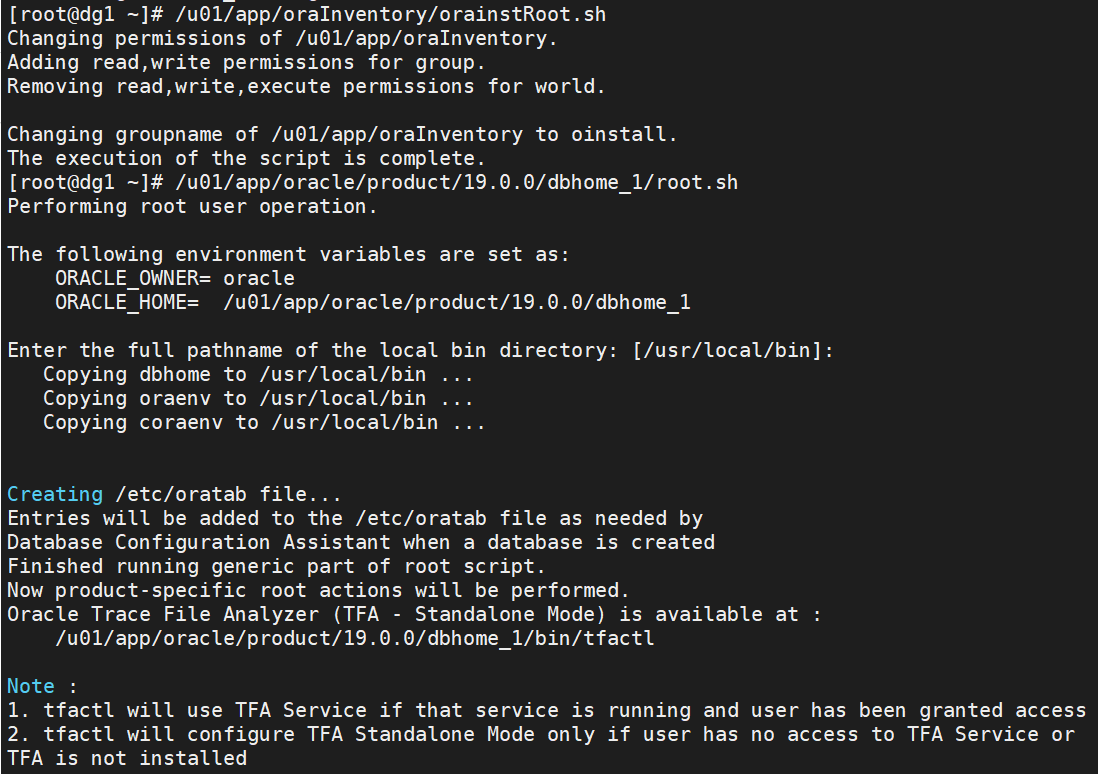 [root@dg1 ~]# /u01/app/oraInventory/orainstRoot.sh
Changing permissions of /u01/app/oraInventory.
Adding read,write permissions for group.
Removing read,write,execute permissions for world.

Changing groupname of /u01/app/oraInventory to oinstall.
The execution of the script is complete.
[root@dg1 ~]# /u01/app/oracle/product/19.0.0/dbhome_1/root.sh
Performing root user operation.

The following environment variables are set as:
    ORACLE_OWNER= oracle
    ORACLE_HOME=  /u01/app/oracle/product/19.0.0/dbhome_1

Enter the full pathname of the local bin directory: [/usr/local/bin]:
   Copying dbhome to /usr/local/bin ...
   Copying oraenv to /usr/local/bin ...
   Copying coraenv to /usr/local/bin ...


Creating /etc/oratab file...
Entries will be added to the /etc/oratab file as needed by
Database Configuration Assistant when a database is created
Finished running generic part of root script.
Now product-specific root actions will be performed.
Oracle Trace File Analyzer (TFA - Standalone Mode) is available at :
    /u01/app/oracle/product/19.0.0/dbhome_1/bin/tfactl

Note :
1. tfactl will use TFA Service if that service is running and user has been granted access
2. tfactl will configure TFA Standalone Mode only if user has no access to TFA Service or
TFA is not installed